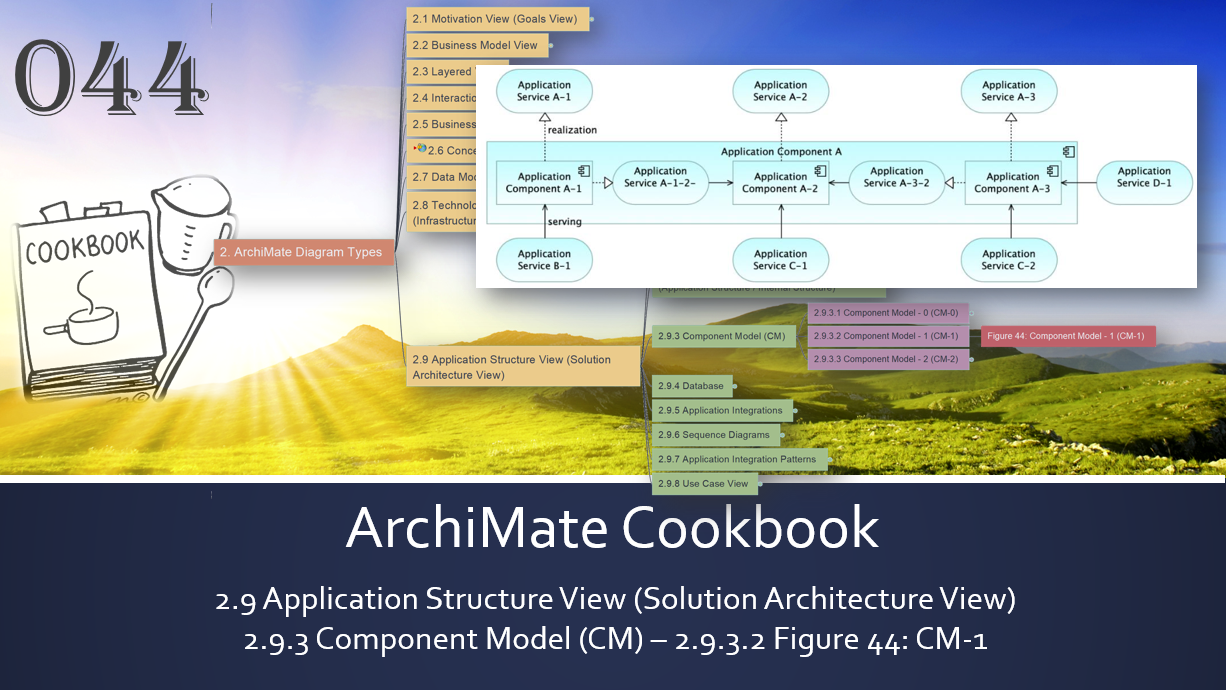 044
COOKBOOK
2. ArchiMate Diagram Types
2.1 Motivation View (Goals View)
2.2 Business Model View
2.3 Layered
2.4
2.5 Business
2.6
2.7 Data
2.8
2.9 Application Structure View (Solution
Architecture View)
Application
Service A-1
Application
Service A-2
Application
Service A-3
realization
Application Component A
Application
Component A-1
Application
Service A-1-2-
Application
Component A-2
Application
Service A-3-2
Application
Component A-3
Application
Service D-1
serving
Application
Service B-1
Application
Service C-1
Application
Service C-2
(Application Structure / Internal Structure)
2.9.3 Component Model (CM)
2.9.3.1 Component Model - 0 (CM-0)
2.9.3.2 Component Model - 1 (CM-1)
Figure 44: Component Model - 1 (CM-1)
2.9.3.3 Component Model - 2 (CM-2)
2.9.4 Database
2.9.5 Application Integrations
2.9.6 Sequence Diagrams
2.9.7 Application Integration Patterns
2.9.8 Use Case View
ArchiMate Cookbook
2.9 Application Structure View (Solution Architecture View)
2.9.3 Component Model (CM) – 2.9.3.2 Figure 44: CM-1